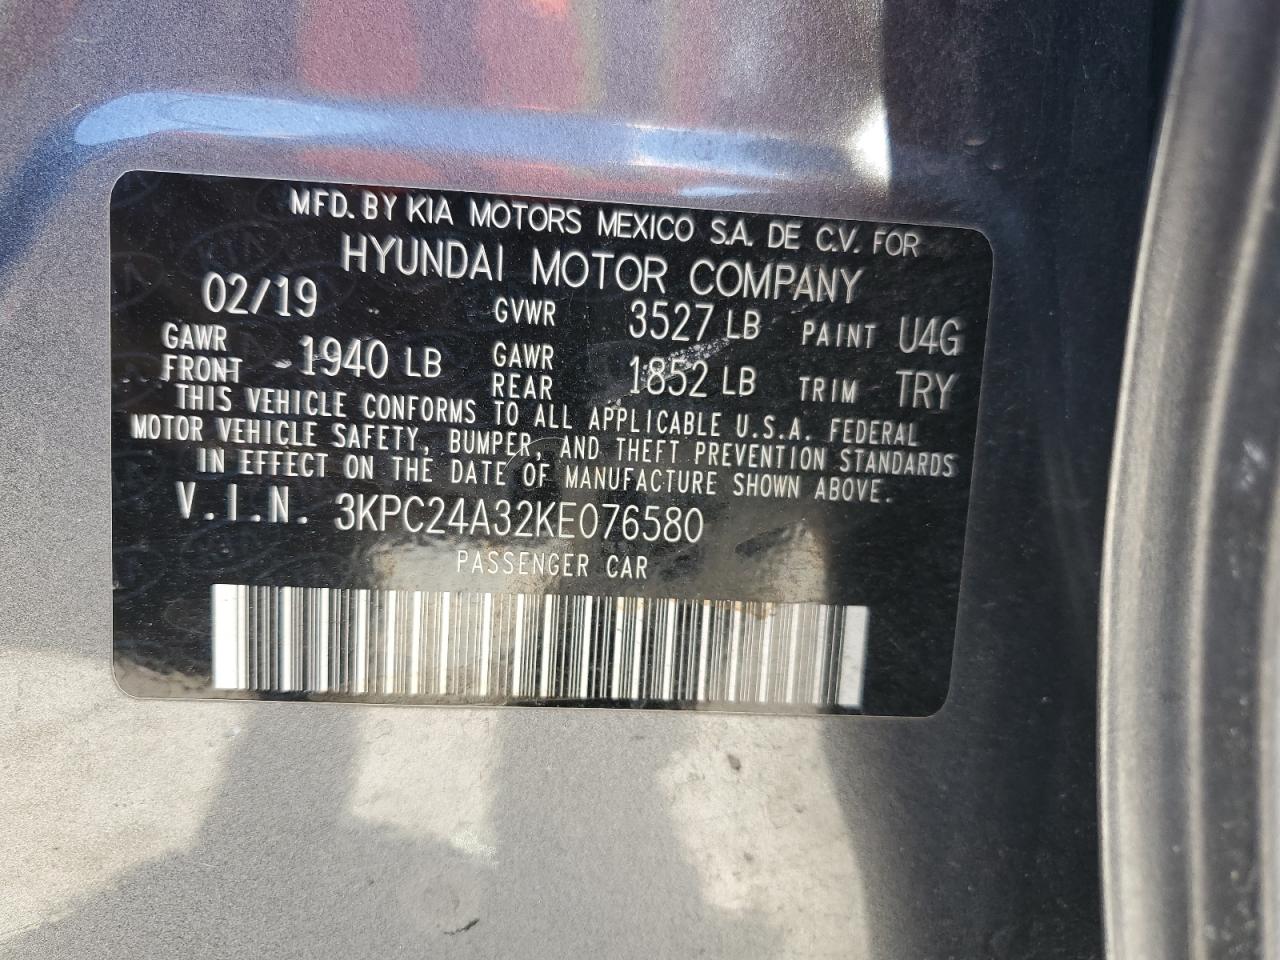 MFD. BY KIA MOTORS MEXICO S.A. DE C.V. FOR
HYUNDAI MOTOR COMPANY
02/19 GVWR 3527 LB PAINT U4G
GAWR FRONT 1940 LB GAWR REAR 1852 LB TRIM TRY
THIS VEHICLE CONFORMS TO ALL APPLICABLE U.S.A. FEDERAL
MOTOR VEHICLE SAFETY, BUMPER, AND THEFT PREVENTION STANDARDS
IN EFFECT ON THE DATE OF MANUFACTURE SHOWN ABOVE.
V.I.N. 3KPC24A32KE076580
PASSENGER CAR